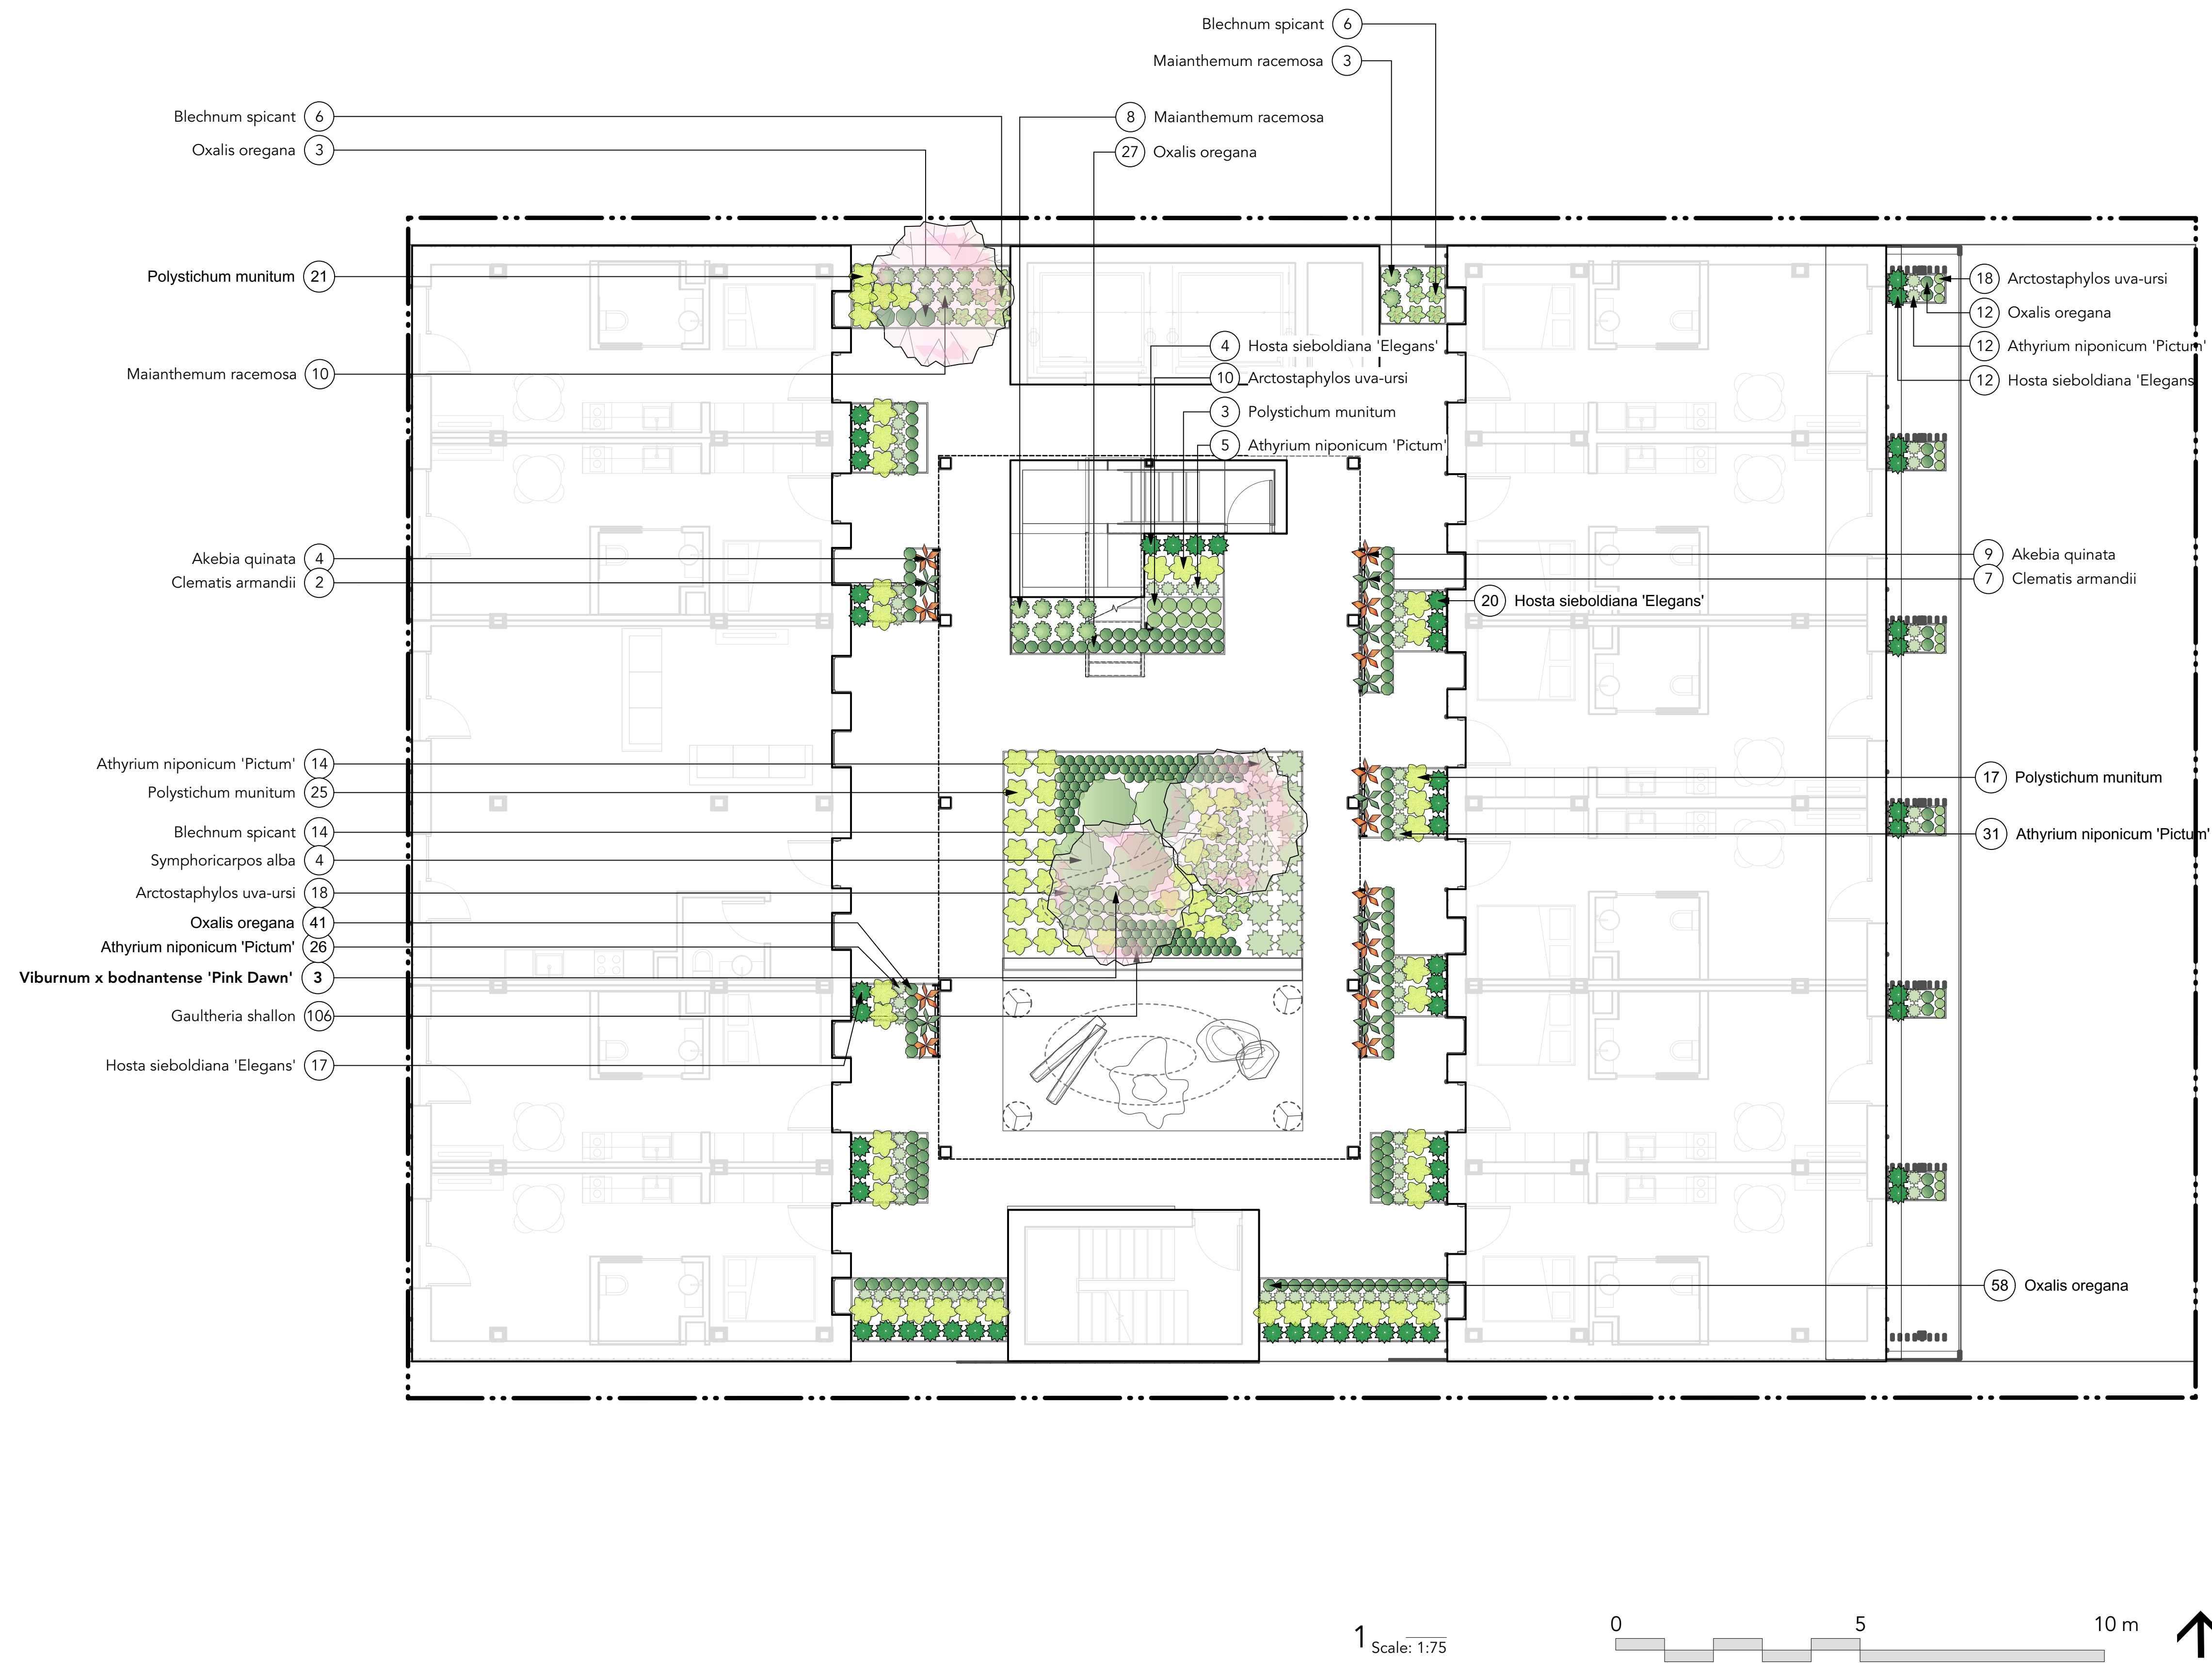 Blechnum spicant 6
Maianthemum racemosa 3
Blechnum spicant 6
8 Maianthemum racemosa
Oxalis oregana 3
27 Oxalis oregana
Polystichum munitum 21
18 Arctostaphylos uva-ursi
12 Oxalis oregana
4 Hosta sieboldiana 'Elegans'
12 Athyrium niponicum 'Pictum'
Maianthemum racemosa 10
10 Arctostaphylos uva-ursi
12 Hosta sieboldiana 'Elegans
3 Polystichum munitum
5 Athyrium niponicum 'Pictum'
Akebia quinata 4
9 Akebia quinata
Clematis armandii 2
7 Clematis armandii
20 Hosta sieboldiana 'Elegans'
Athyrium niponicum 'Pictum' 14
17 Polystichum munitum
Polystichum munitum 25
Blechnum spicant 14
31 Athyrium niponicum 'Pictum'
Symphoricarpos alba 4
Arctostaphylos uva-ursi 18
Oxalis oregana 41
Athyrium niponicum 'Pictum' 26
Viburnum x bodnantense 'Pink Dawn' 3
Gaultheria shallon 106
Hosta sieboldiana 'Elegans' 17
58 Oxalis oregana
0 5 10 m
1 Scale: 1:75